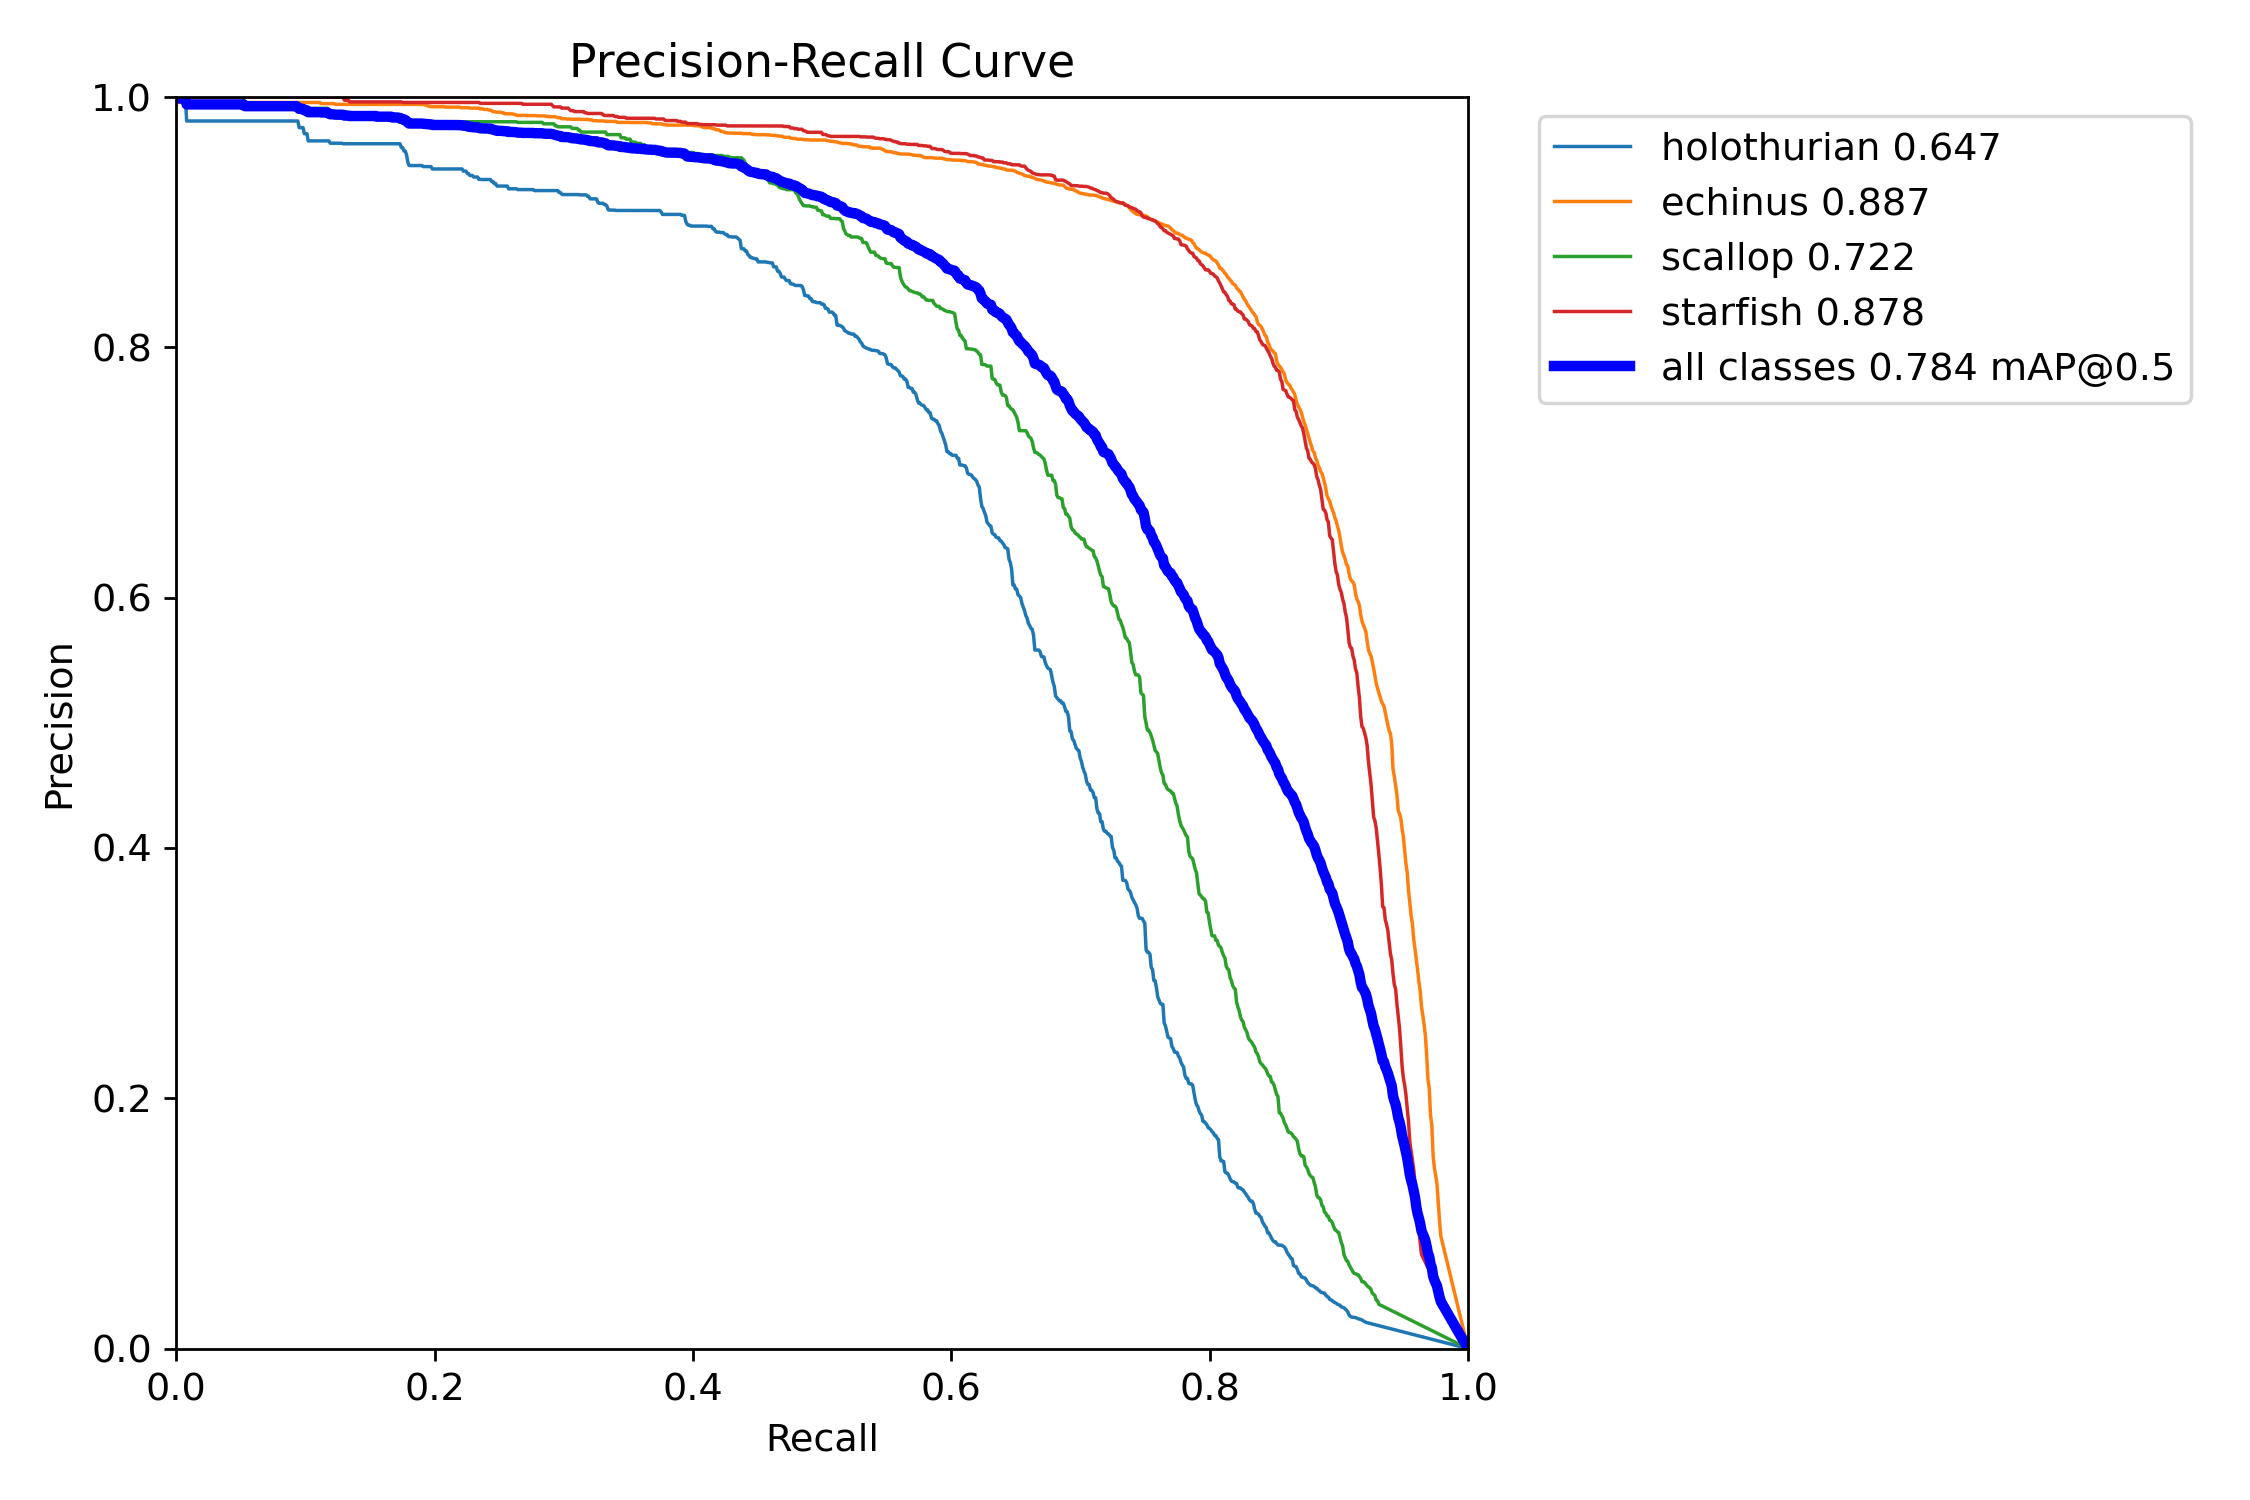 Precision-Recall Curve
1.0
0.8
0.6
0.4
0.2
0.0
Precision
0.0 0.2 0.4 0.6 0.8 1.0
Recall
holothurian 0.647
echinus 0.887
scallop 0.722
starfish 0.878
all classes 0.784 mAP@0.5